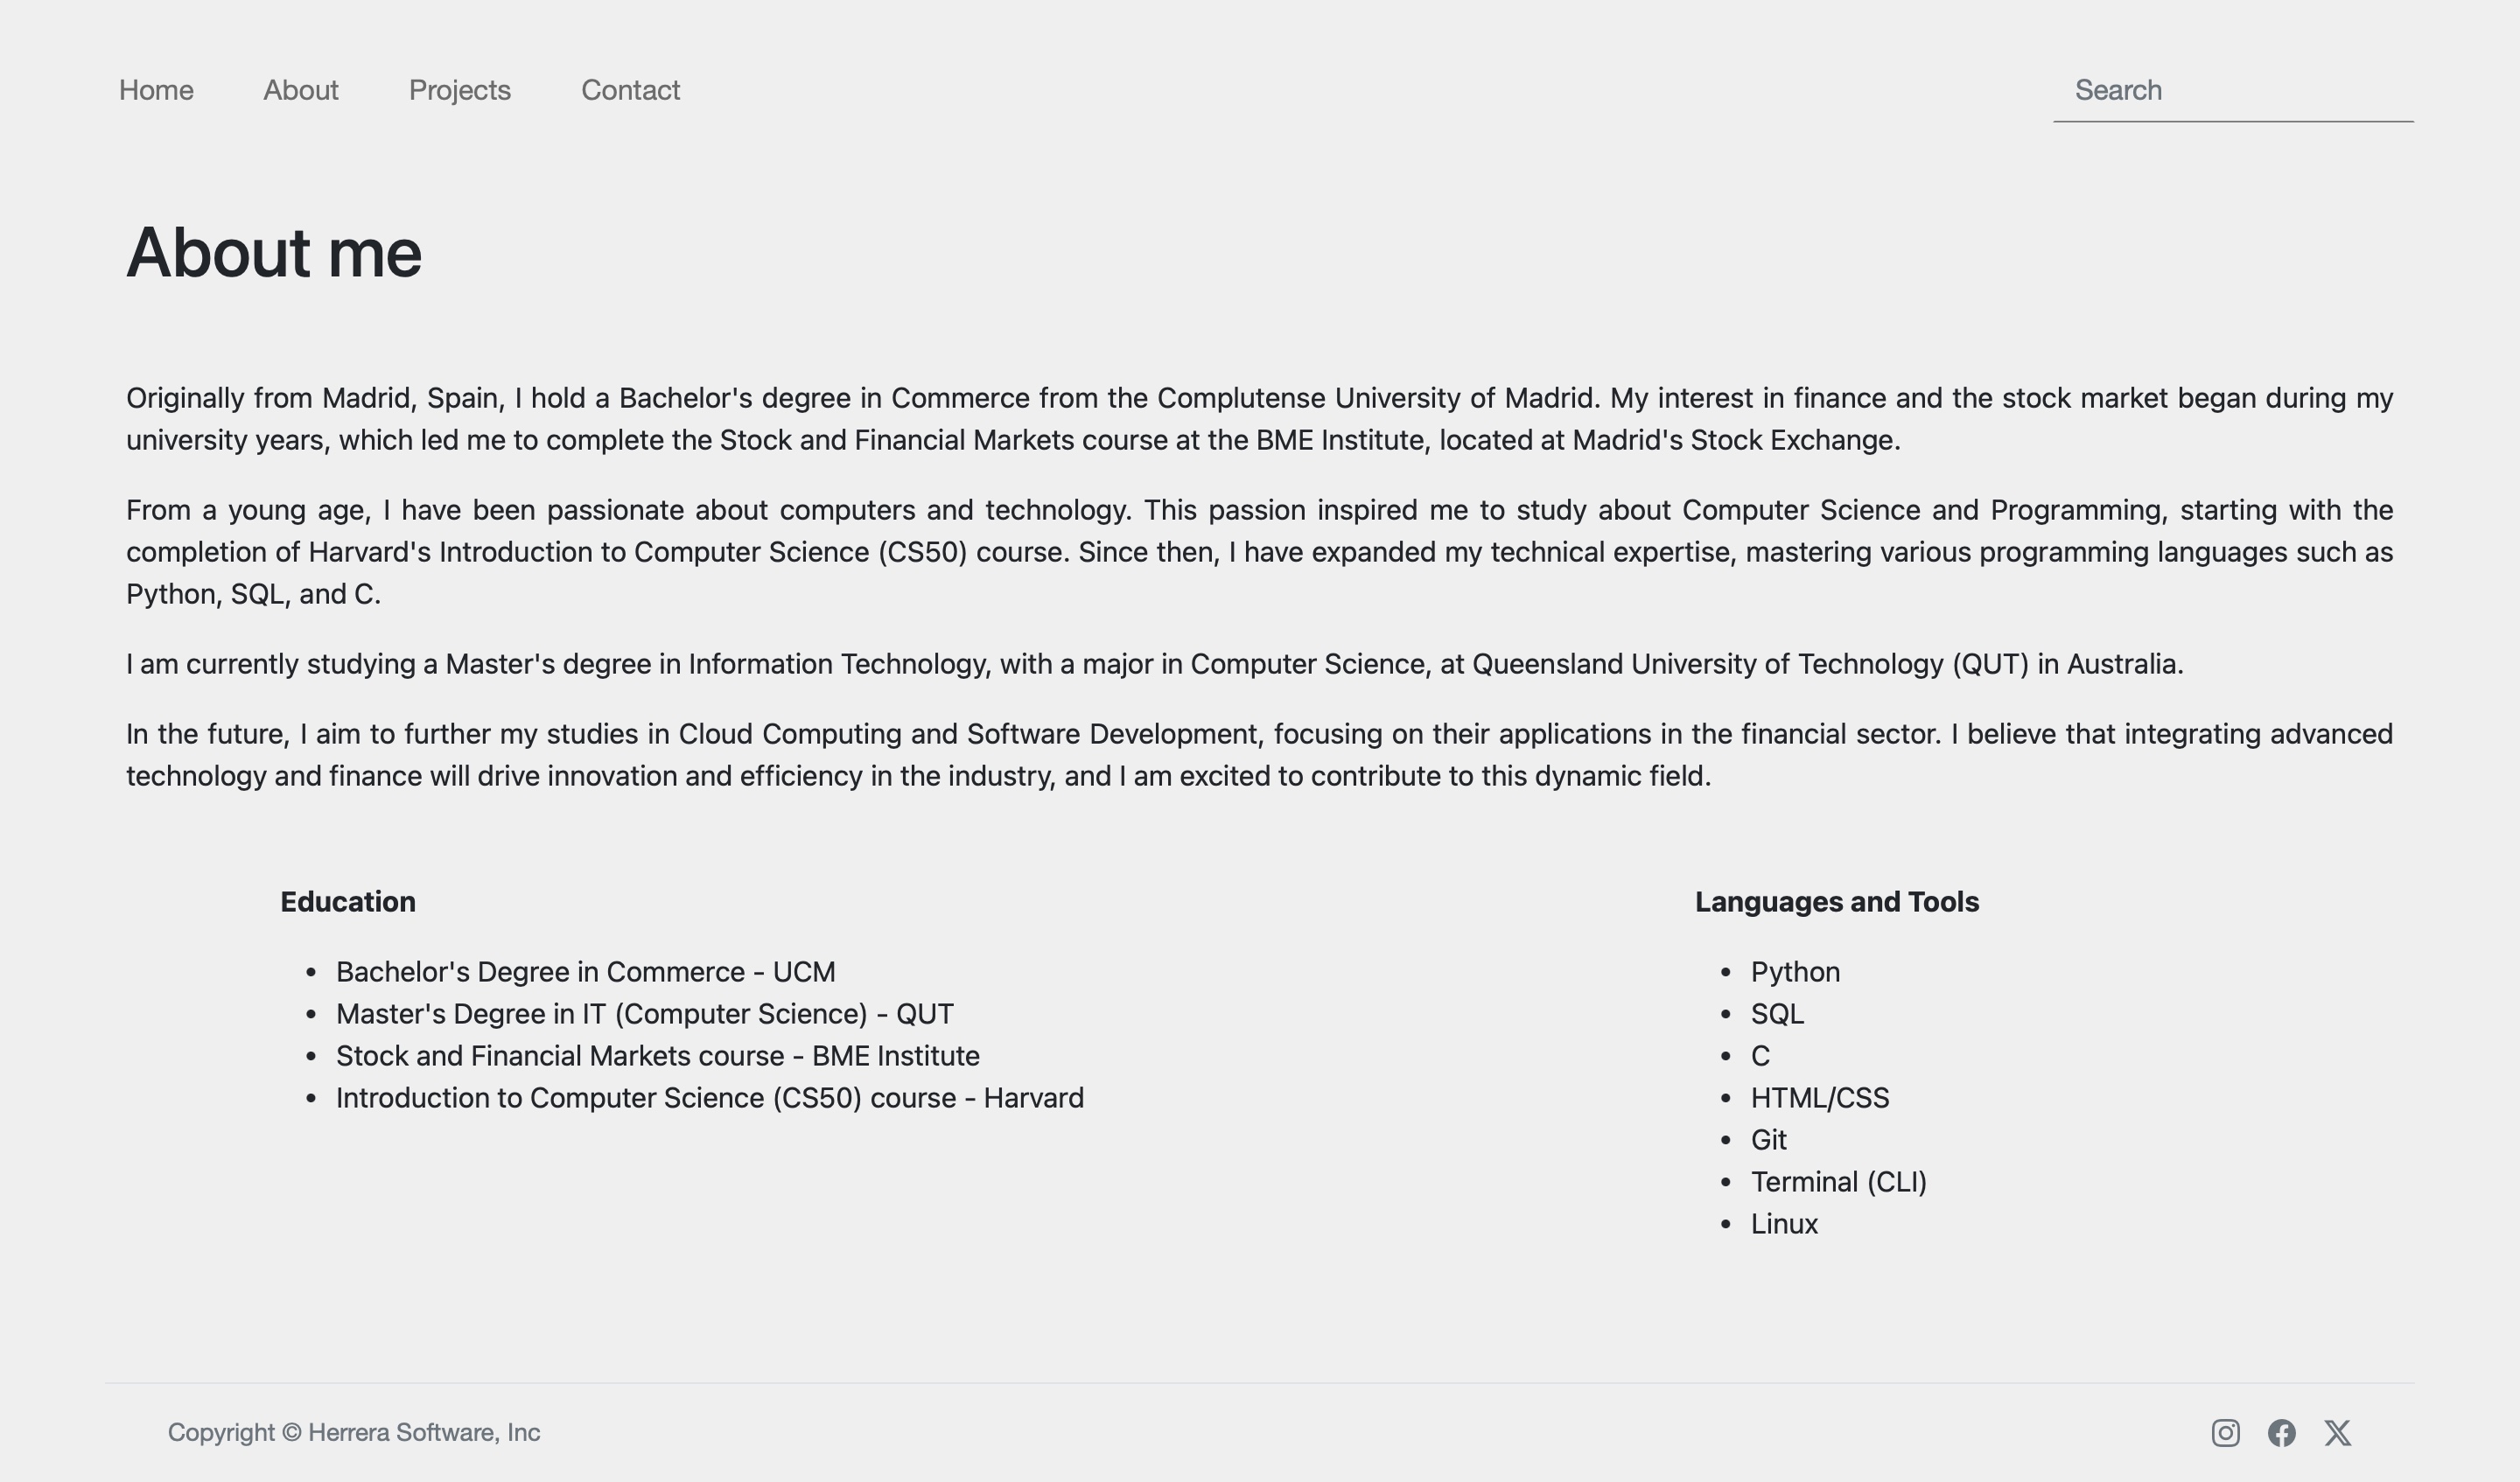 Home About Projects Contact Search
About me
Originally from Madrid, Spain, I hold a Bachelor's degree in Commerce from the Complutense University of Madrid. My interest in finance and the stock market began during my
university years, which led me to complete the Stock and Financial Markets course at the BME Institute, located at Madrid's Stock Exchange.
From a young age, I have been passionate about computers and technology. This passion inspired me to study about Computer Science and Programming, starting with the
completion of Harvard's Introduction to Computer Science (CS50) course. Since then, I have expanded my technical expertise, mastering various programming languages such as
Python, SQL, and C.
I am currently studying a Master's degree in Information Technology, with a major in Computer Science, at Queensland University of Technology (QUT) in Australia.
In the future, I aim to further my studies in Cloud Computing and Software Development, focusing on their applications in the financial sector. I believe that integrating advanced
technology and finance will drive innovation and efficiency in the industry, and I am excited to contribute to this dynamic field.
Education
• Bachelor's Degree in Commerce - UCM
• Master's Degree in IT (Computer Science) - QUT
• Stock and Financial Markets course - BME Institute
• Introduction to Computer Science (CS50) course - Harvard
Languages and Tools
• Python
• SQL
• C
• HTML/CSS
• Git
• Terminal (CLI)
• Linux
Copyright © Herrera Software, Inc